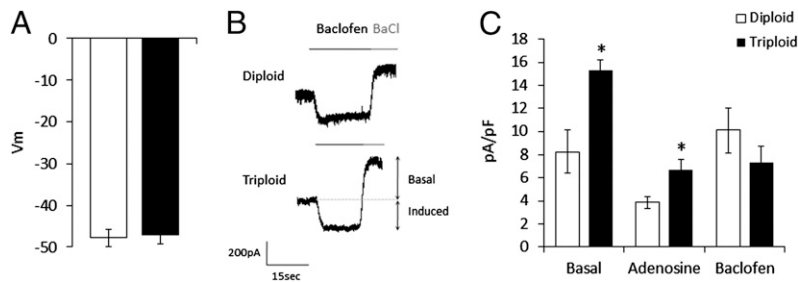 A
0
-10
-20
-30
-40
-50
Vm
B
Baclofen BaCl
Diploid
Triploid
Basal
Induced
200pA
15sec
C
Diploid
Triploid
18
16
14
12
10
8
6
4
2
0
pA/pF
*
*
Basal Adenosine Baclofen